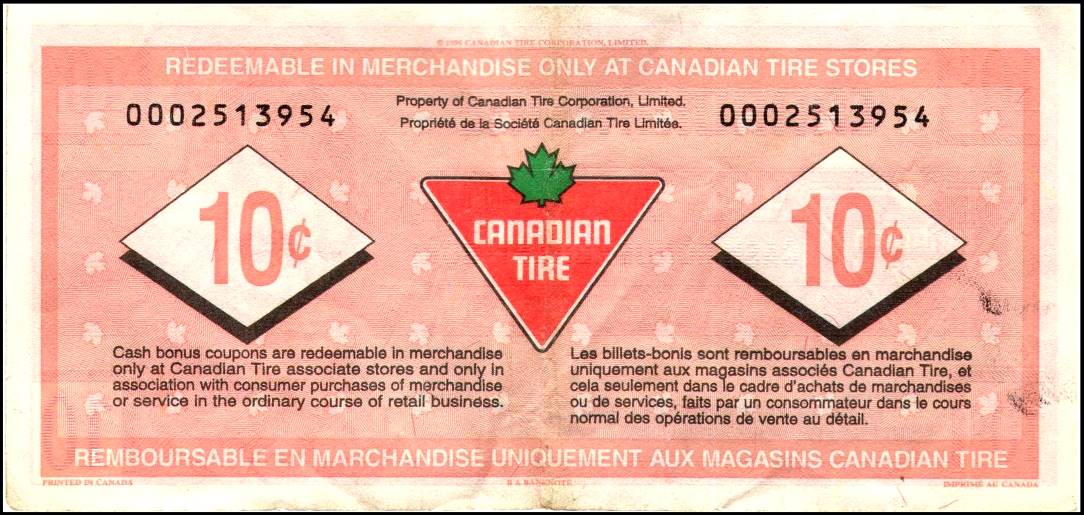 CANADIAN TIRE CORPORATION, LIMITED.
REDEEMABLE IN MERCHANDISE ONLY AT CANADIAN TIRE STORES
0002513954
Property of Canadian Tire Corporation, Limited.
Propriété de la Société Canadian Tire Limitée.
0002513954
10¢
CANADIAN
TIRE
10¢
Cash bonus coupons are redeemable in merchandise
only at Canadian Tire associate stores and only in
association with consumer purchases of merchandise
or service in the ordinary course of retail business.
Les billets-bonis sont remboursables en marchandise
uniquement aux magasins associés Canadian Tire, et
cela seulement dans le cadre d'achats de marchandises
ou de services, faits par un consommateur dans le cours
normal des opérations de vente au détail.
REMBOURSABLE EN MARCHANDISE UNIQUEMENT AUX MAGASINS CANADIAN TIRE
PRINTED IN CANADA
B A BANKNOTE
IMPRIMÉ AU CANADA